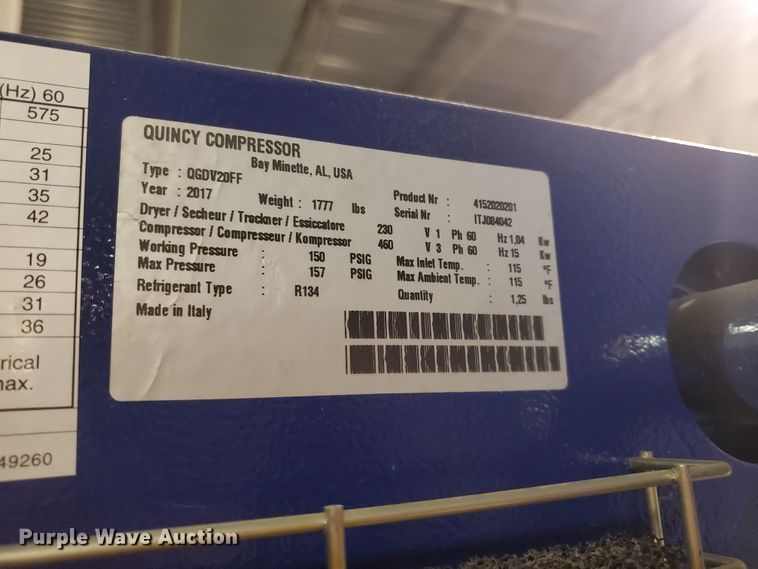 (Hz) 60
575
25
31
35
42
19
26
31
36
rical
nax.
49260
QUINCY COMPRESSOR
Bay Minette, AL, USA
Type : QGDV20FF
Year : 2017 Weight : 1777 lbs
Product Nr : 4152020201
Serial Nr : ITJ084042
Dryer / Secheur / Trockner / Essiccatore 230 V 1 Ph 60 Hz 1,04 Kw
Compressor / Compresseur / Kompressor 460 V 3 Ph 60 Hz 15 Kw
Working Pressure : 150 PSIG Max Inlet Temp. : 115 °F
Max Pressure : 157 PSIG Max Ambient Temp. : 115 °F
Refrigerant Type : R134 Quantity : 1,25 lbs
Made in Italy
Purple Wave Auction